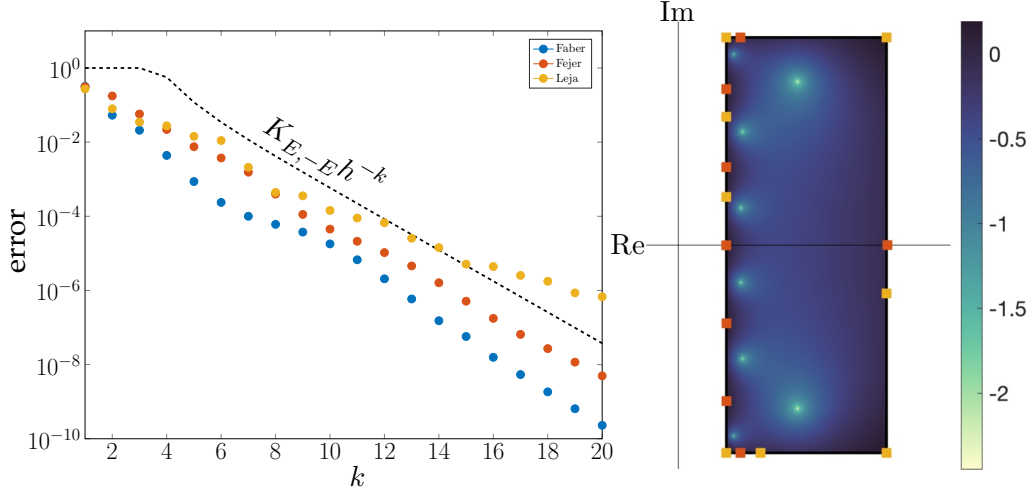 Im
Faber
Fejer
Leja
10^0
10^{-2}
10^{-4}
10^{-6}
10^{-8}
10^{-10}
error
K_{E,-E}h^{-k}
2 4 6 8 10 12 14 16 18 20
k
Re
0
-0.5
-1
-1.5
-2